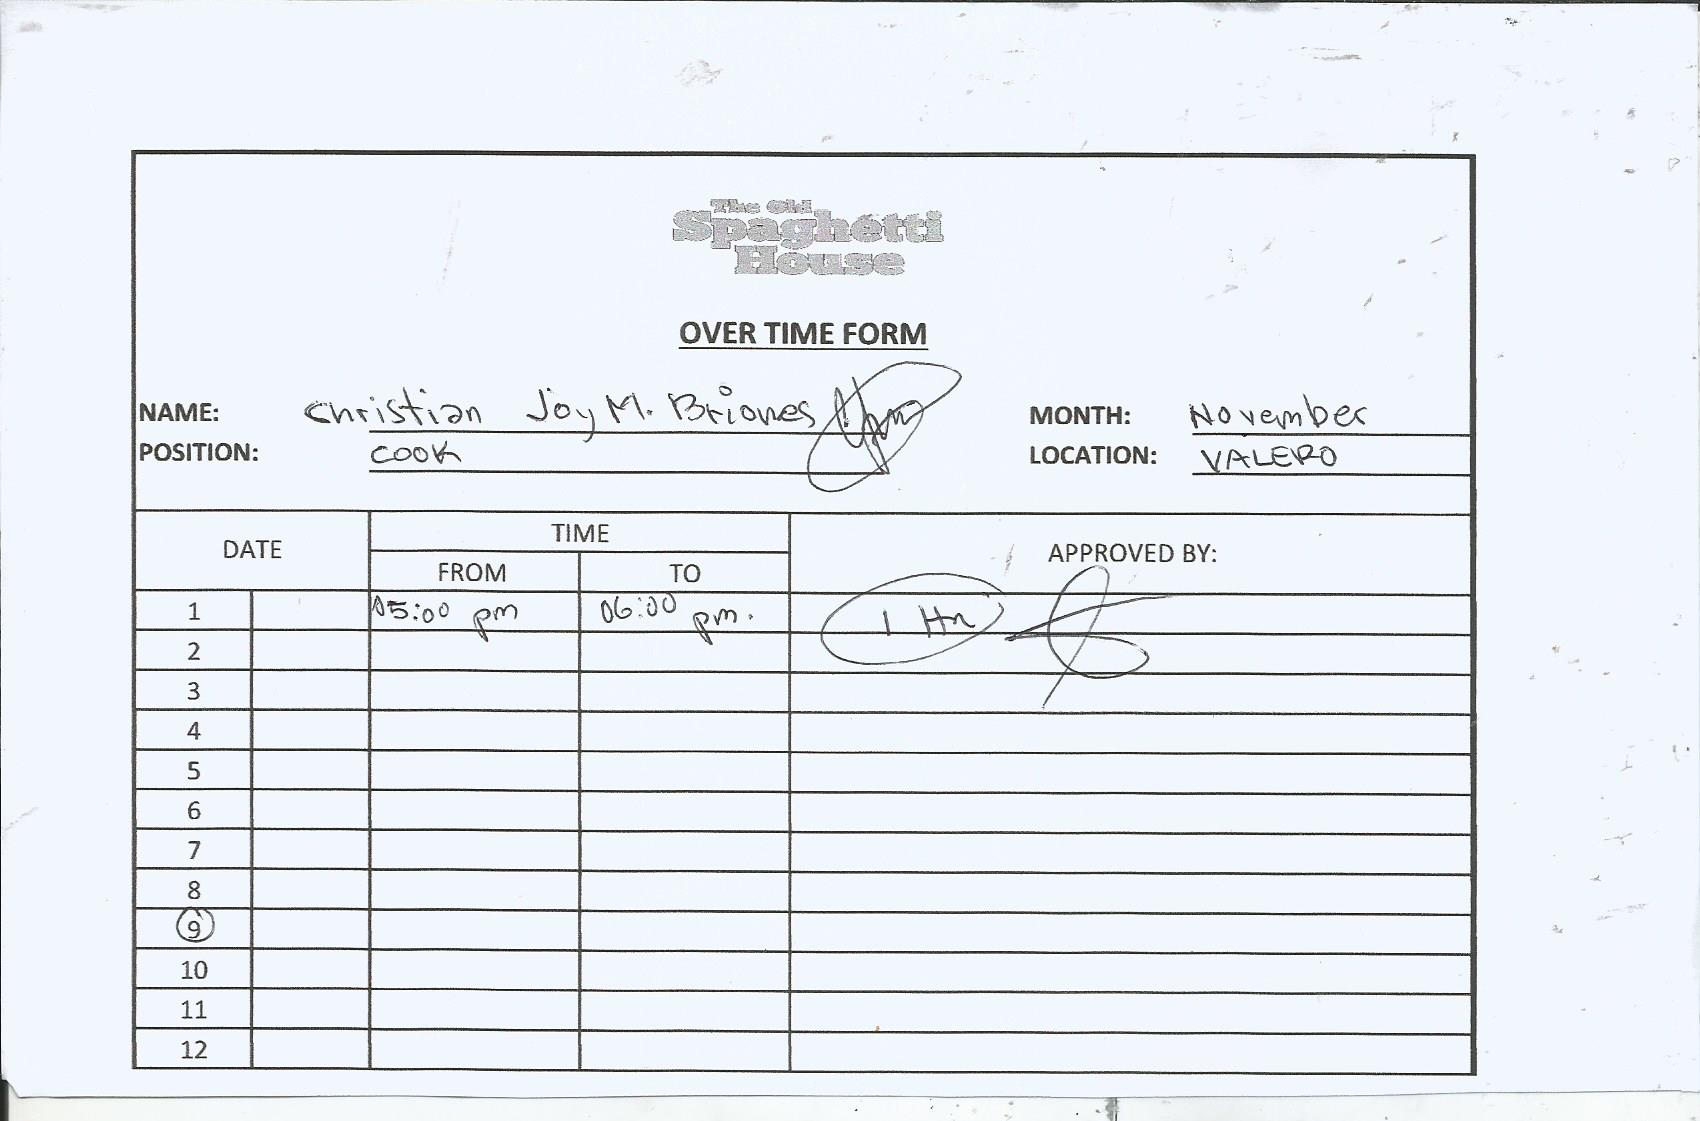 The Old
Spaghetti
House
OVER TIME FORM
NAME: Christian Joy M. Briones MONTH: November
POSITION: COOK LOCATION: VALERO
DATE TIME APPROVED BY:
FROM TO
1 05:00 pm 06:00 pm. 1 Hr
2
3
4
5
6
7
8
9
10
11
12